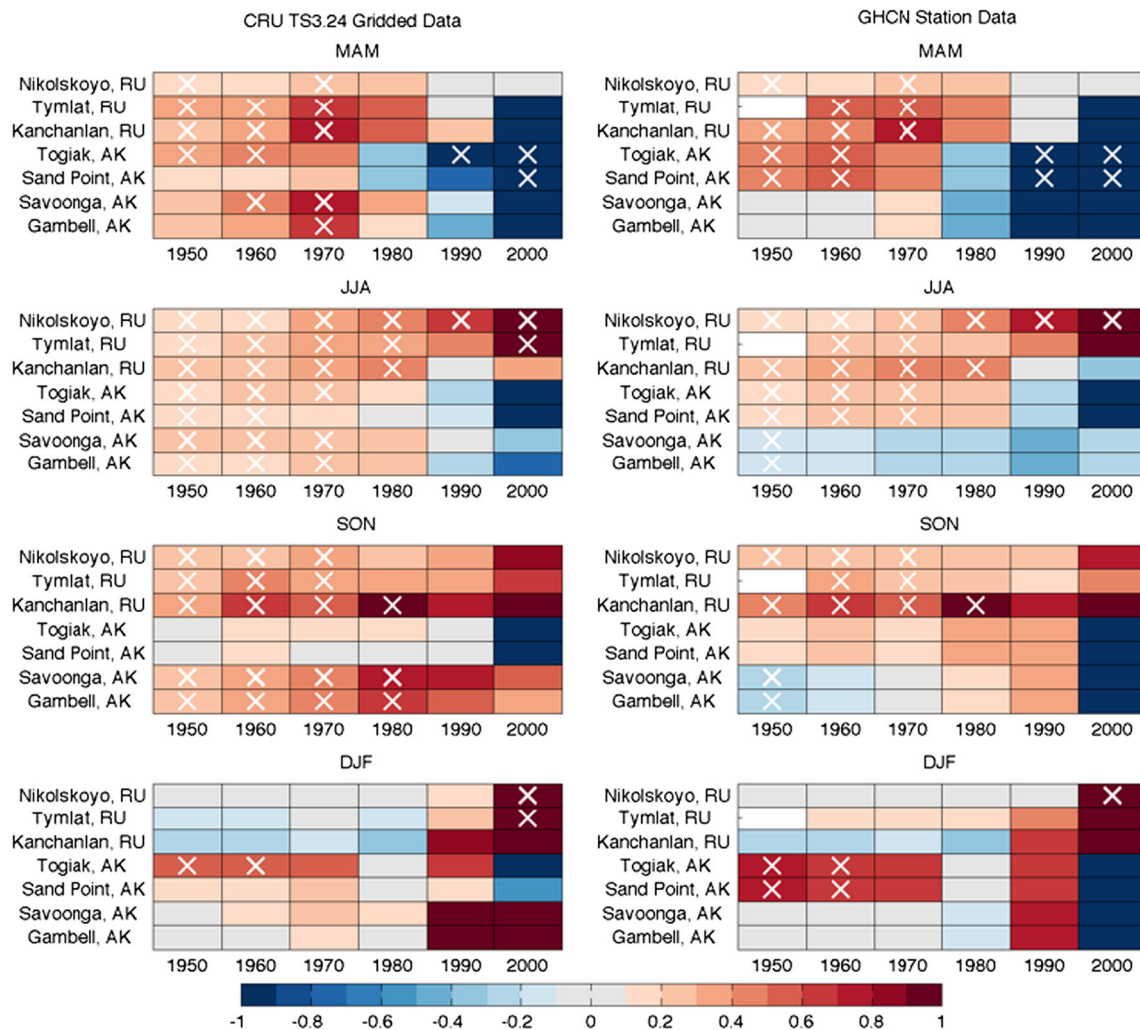 CRU TS3.24 Gridded Data
MAM
Nikolskoyo, RU
Tymlat, RU
Kanchanlan, RU
Togiak, AK
Sand Point, AK
Savoonga, AK
Gambell, AK
1950 1960 1970 1980 1990 2000
GHCN Station Data
MAM
Nikolskoyo, RU
Tymlat, RU
Kanchanlan, RU
Togiak, AK
Sand Point, AK
Savoonga, AK
Gambell, AK
1950 1960 1970 1980 1990 2000
JJA
Nikolskoyo, RU
Tymlat, RU
Kanchanlan, RU
Togiak, AK
Sand Point, AK
Savoonga, AK
Gambell, AK
1950 1960 1970 1980 1990 2000
JJA
Nikolskoyo, RU
Tymlat, RU
Kanchanlan, RU
Togiak, AK
Sand Point, AK
Savoonga, AK
Gambell, AK
1950 1960 1970 1980 1990 2000
SON
Nikolskoyo, RU
Tymlat, RU
Kanchanlan, RU
Togiak, AK
Sand Point, AK
Savoonga, AK
Gambell, AK
1950 1960 1970 1980 1990 2000
SON
Nikolskoyo, RU
Tymlat, RU
Kanchanlan, RU
Togiak, AK
Sand Point, AK
Savoonga, AK
Gambell, AK
1950 1960 1970 1980 1990 2000
DJF
Nikolskoyo, RU
Tymlat, RU
Kanchanlan, RU
Togiak, AK
Sand Point, AK
Savoonga, AK
Gambell, AK
1950 1960 1970 1980 1990 2000
DJF
Nikolskoyo, RU
Tymlat, RU
Kanchanlan, RU
Togiak, AK
Sand Point, AK
Savoonga, AK
Gambell, AK
1950 1960 1970 1980 1990 2000
-1 -0.8 -0.6 -0.4 -0.2 0 0.2 0.4 0.6 0.8 1